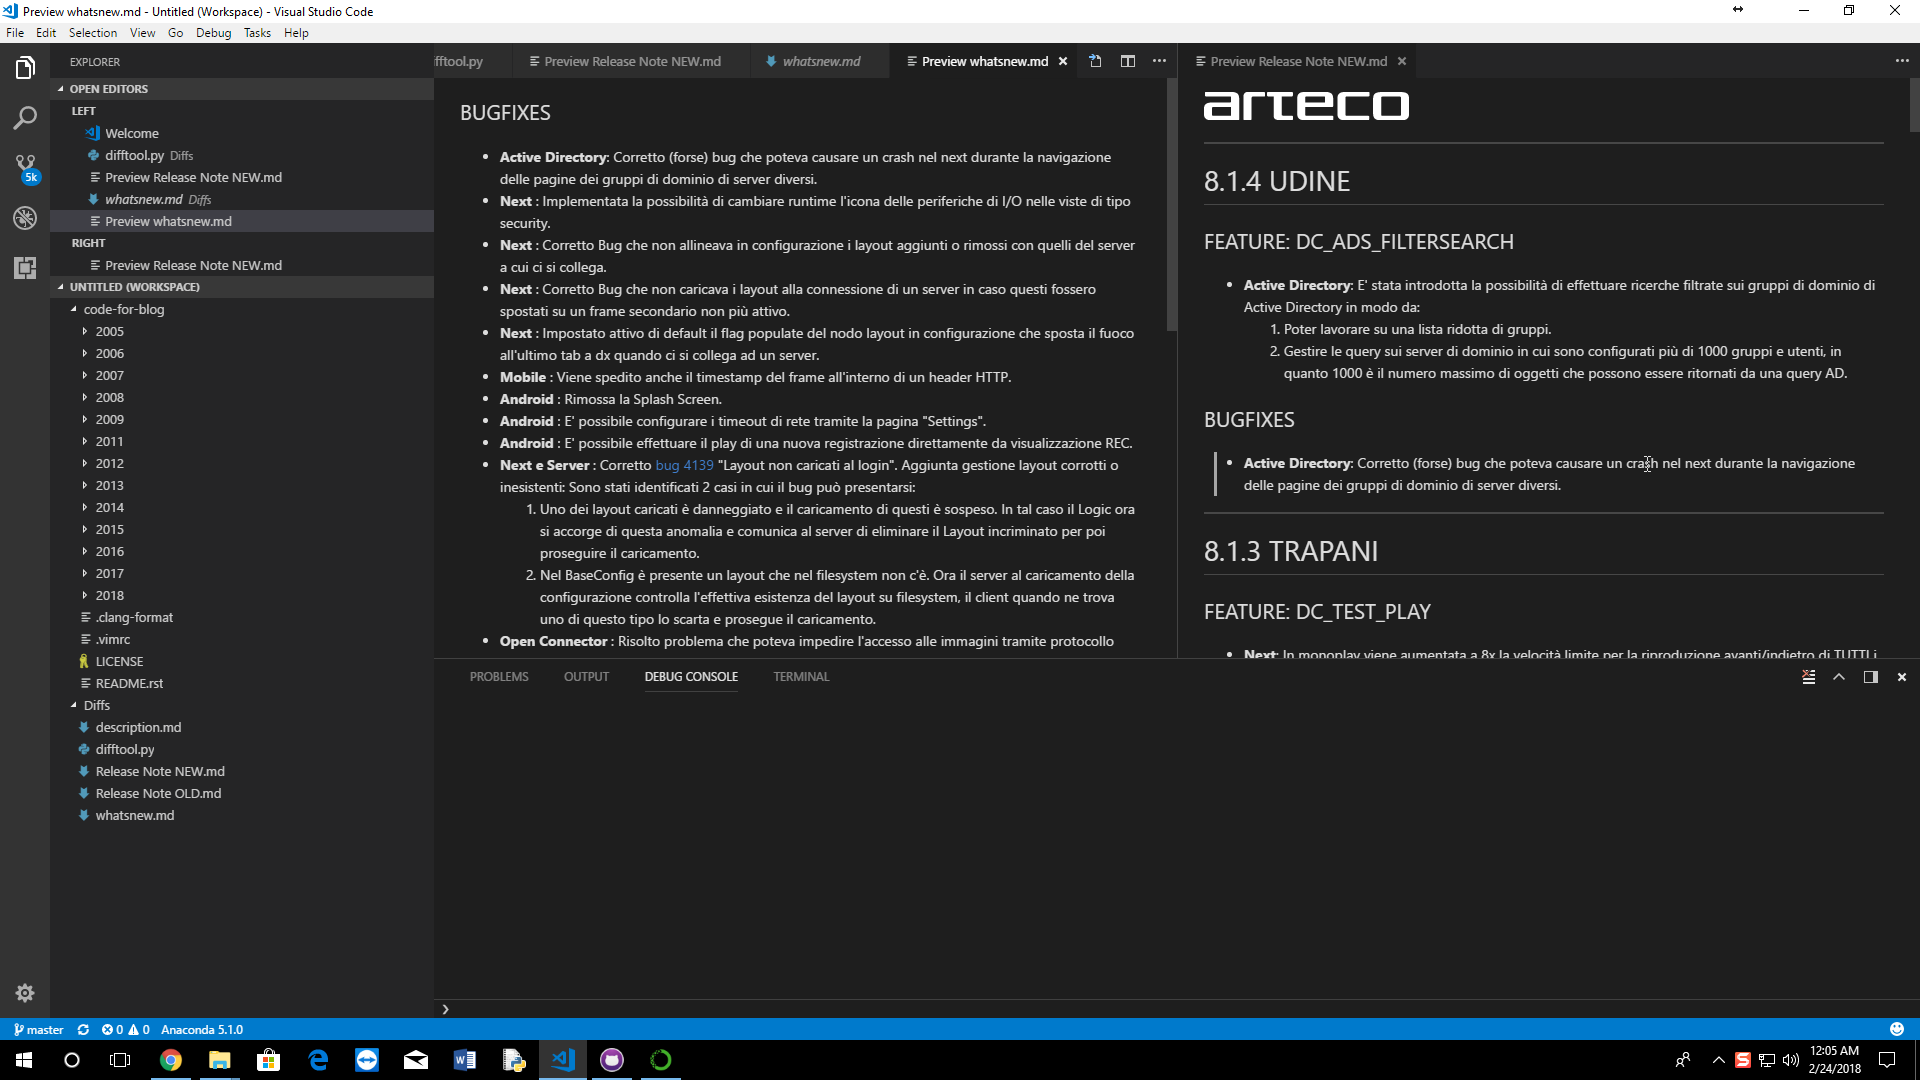 Preview whatsnew.md - Untitled (Workspace) - Visual Studio Code
File Edit Selection View Go Debug Tasks Help
EXPLORER
OPEN EDITORS
LEFT
Welcome
difftool.py Diffs
Preview Release Note NEW.md
whatsnew.md Diffs
Preview whatsnew.md
RIGHT
Preview Release Note NEW.md
UNTITLED (WORKSPACE)
code-for-blog
2005
2006
2007
2008
2009
2011
2012
2013
2014
2015
2016
2017
2018
.clang-format
.vimrc
LICENSE
README.rst
Diffs
description.md
difftool.py
Release Note NEW.md
Release Note OLD.md
whatsnew.md
5k
fftool.py Preview Release Note NEW.md whatsnew.md Preview whatsnew.md
BUGFIXES
• Active Directory: Corretto (forse) bug che poteva causare un crash nel next durante la navigazione
delle pagine dei gruppi di dominio di server diversi.
• Next : Implementata la possibilità di cambiare runtime l'icona delle periferiche di I/O nelle viste di tipo
security.
• Next : Corretto Bug che non allineava in configurazione i layout aggiunti o rimossi con quelli del server
a cui ci si collega.
• Next : Corretto Bug che non caricava i layout alla connessione di un server in caso questi fossero
spostati su un frame secondario non più attivo.
• Next : Impostato attivo di default il flag populate del nodo layout in configurazione che sposta il fuoco
all'ultimo tab a dx quando ci si collega ad un server.
• Mobile : Viene spedito anche il timestamp del frame all'interno di un header HTTP.
• Android : Rimossa la Splash Screen.
• Android : E' possibile configurare i timeout di rete tramite la pagina "Settings".
• Android : E' possibile effettuare il play di una nuova registrazione direttamente da visualizzazione REC.
• Next e Server : Corretto bug 4139 "Layout non caricati al login". Aggiunta gestione layout corrotti o
inesistenti: Sono stati identificati 2 casi in cui il bug può presentarsi:
1. Uno dei layout caricati è danneggiato e il caricamento di questi è sospeso. In tal caso il Logic ora
si accorge di questa anomalia e comunica al server di eliminare il Layout incriminato per poi
proseguire il caricamento.
2. Nel BaseConfig è presente un layout che nel filesystem non c'è. Ora il server al caricamento della
configurazione controlla l'effettiva esistenza del layout su filesystem, il client quando ne trova
uno di questo tipo lo scarta e prosegue il caricamento.
• Open Connector : Risolto problema che poteva impedire l'accesso alle immagini tramite protocollo
Preview Release Note NEW.md
arteco
8.1.4 UDINE
FEATURE: DC_ADS_FILTERSEARCH
• Active Directory: E' stata introdotta la possibilità di effettuare ricerche filtrate sui gruppi di dominio di
Active Directory in modo da:
1. Poter lavorare su una lista ridotta di gruppi.
2. Gestire le query sui server di dominio in cui sono configurati più di 1000 gruppi e utenti, in
quanto 1000 è il numero massimo di oggetti che possono essere ritornati da una query AD.
BUGFIXES
• Active Directory: Corretto (forse) bug che poteva causare un crash nel next durante la navigazione
delle pagine dei gruppi di dominio di server diversi.
8.1.3 TRAPANI
FEATURE: DC_TEST_PLAY
• Next: In monoplay viene aumentata a 8x la velocità limite per la riproduzione avanti/indietro di TUTTI i
PROBLEMS OUTPUT DEBUG CONSOLE TERMINAL
master 0 0 Anaconda 5.1.0
12:05 AM
2/24/2018